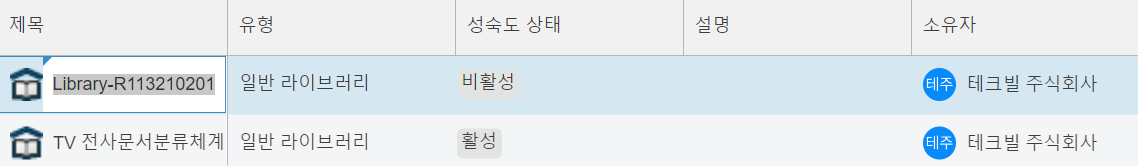 제목 유형 성숙도 상태 설명 소유자
Library-R113210201 일반 라이브러리 비활성 테주 테크빌 주식회사
TV 전사문서분류체계 일반 라이브러리 활성 테주 테크빌 주식회사